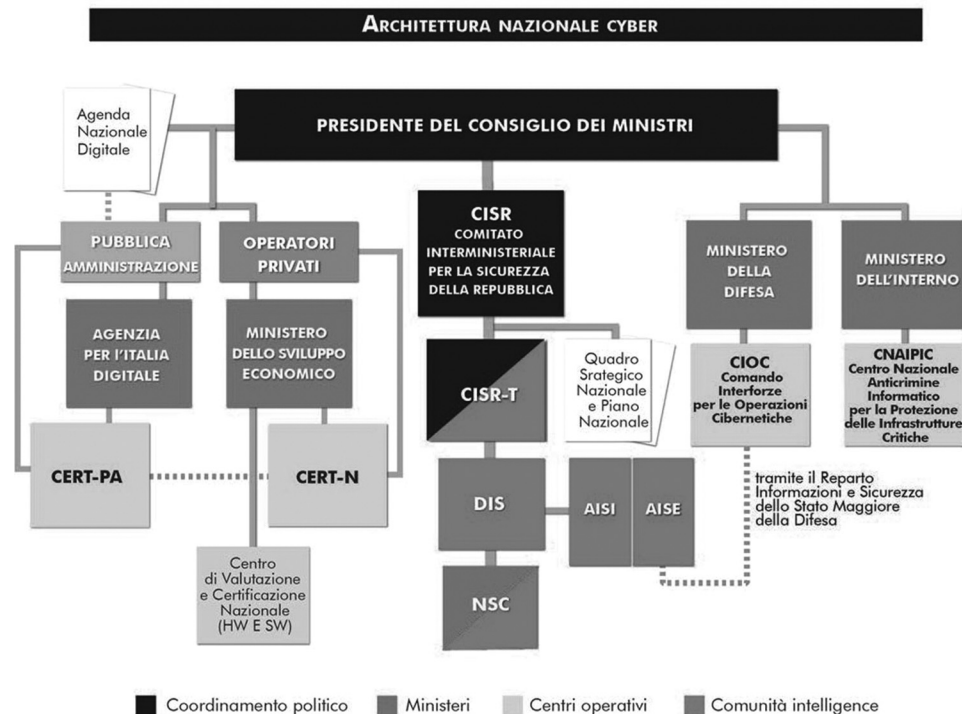 ARCHITETTURA NAZIONALE CYBER
Agenda
Nazionale
Digitale
PRESIDENTE DEL CONSIGLIO DEI MINISTRI
PUBBLICA
AMMINISTRAZIONE
OPERATORI
PRIVATI
CISR
COMITATO
INTERMINISTERIALE
PER LA SICUREZZA
DELLA REPUBBLICA
MINISTERO
DELLA
DIFESA
MINISTERO
DELL'INTERNO
AGENZIA
PER L'ITALIA
DIGITALE
MINISTERO
DELLO SVILUPPO
ECONOMICO
CISR-T
Quadro
Srategico
Nazionale
e Piano
Nazionale
CIOC
Comando
Interforze
per le Operazioni
Cibernetiche
CNAIPIC
Centro Nazionale
Anticrimine
Informatico
per la Protezione
delle Infrastrutture
Critiche
CERT-PA
CERT-N
DIS
AISI
AISE
tramite il Reparto
Informazioni e Sicurezza
dello Stato Maggiore
della Difesa
Centro
di Valutazione
e Certificazione
Nazionale
(HW E SW)
NSC
Coordinamento politico
Ministeri
Centri operativi
Comunità intelligence